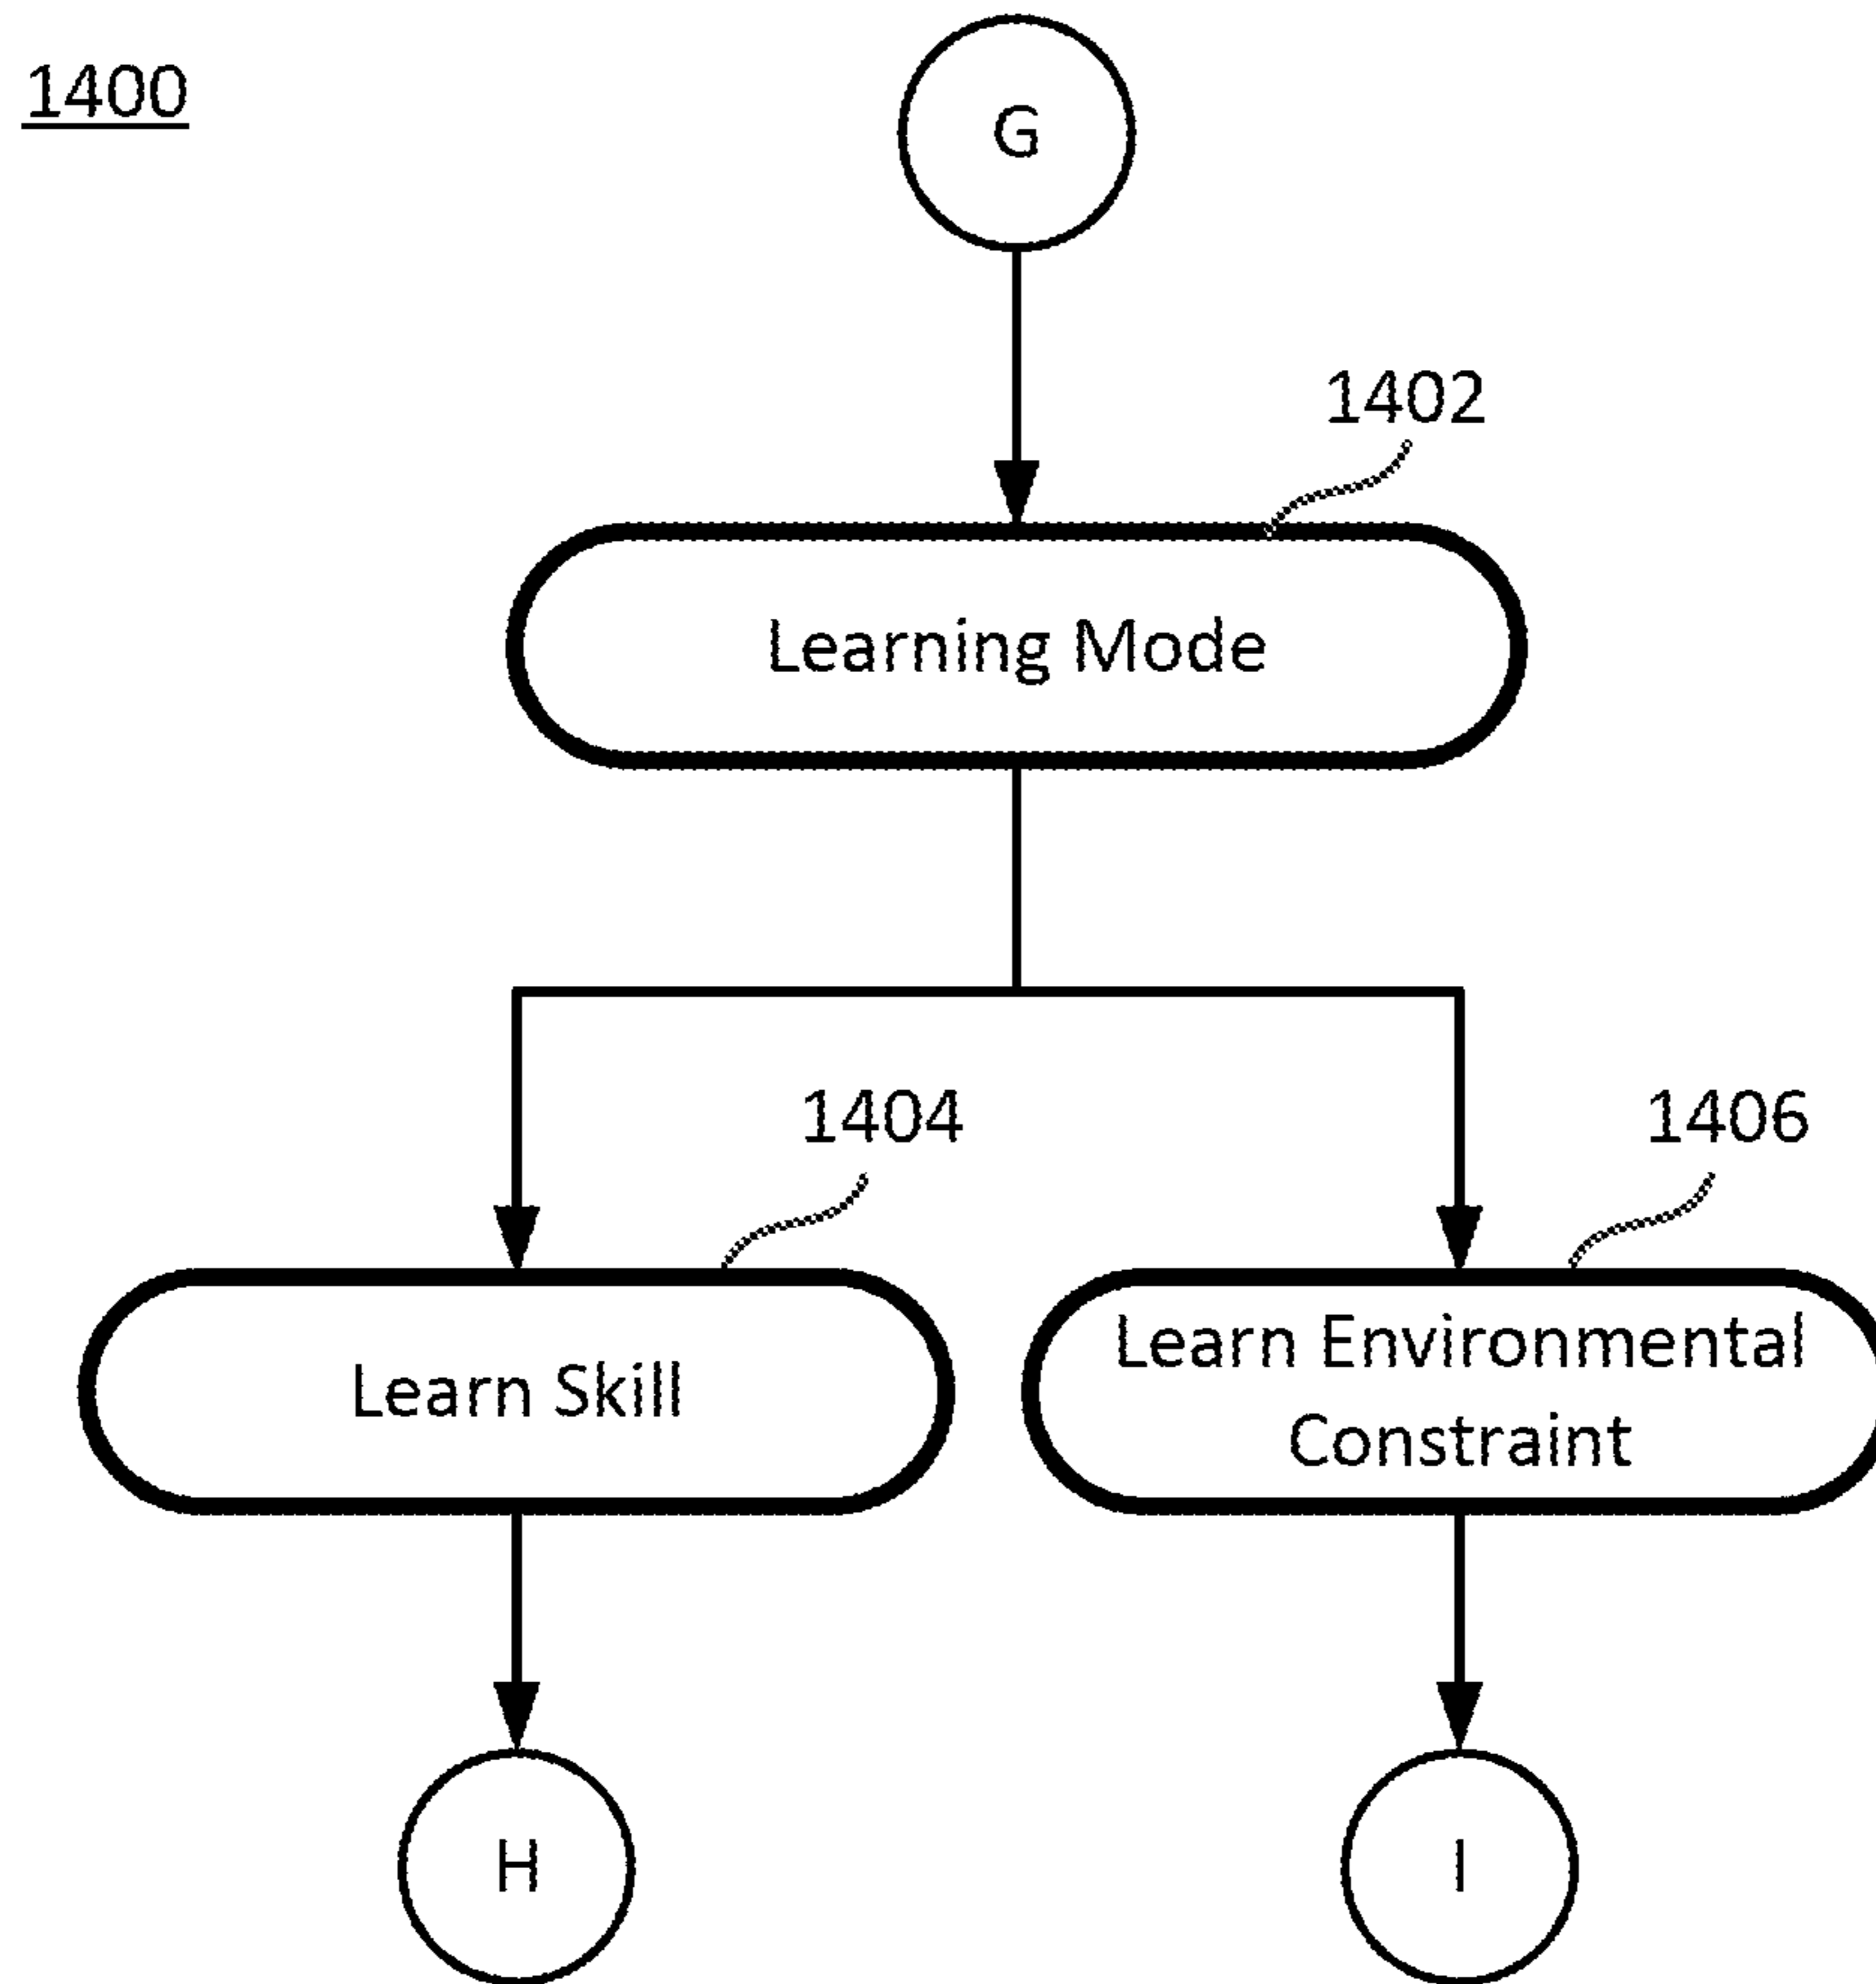 1400
G
1402
Learning Mode
1404
1406
Learn Skill
Learn Environmental
Constraint
H
I